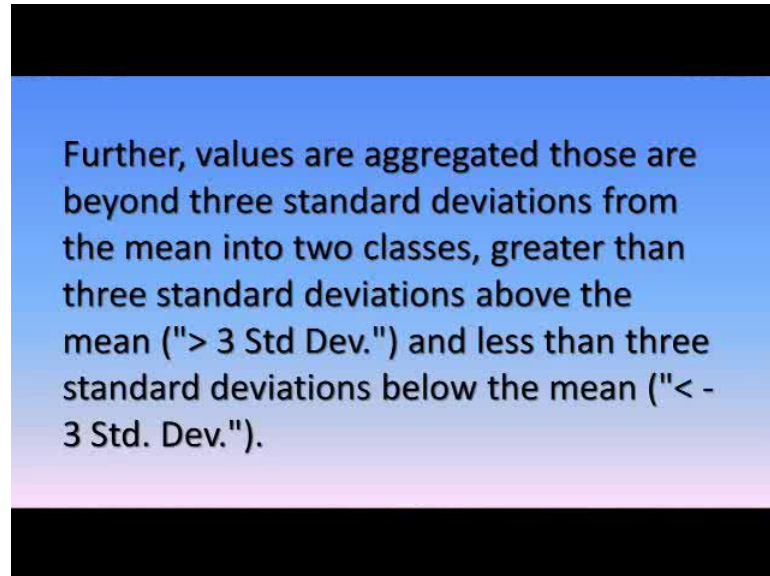 Further, values are aggregated those are
beyond three standard deviations from
the mean into two classes, greater than
three standard deviations above the
mean ("> 3 Std Dev.") and less than three
standard deviations below the mean ("< -
3 Std. Dev.").